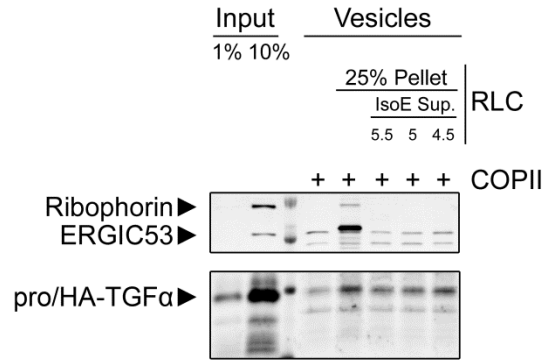 Input Vesicles
1% 10%
25% Pellet
IsoE Sup. RLC
5.5 5 4.5
+ + + + + COPII
Ribophorin
ERGIC53
pro/HA-TGFα